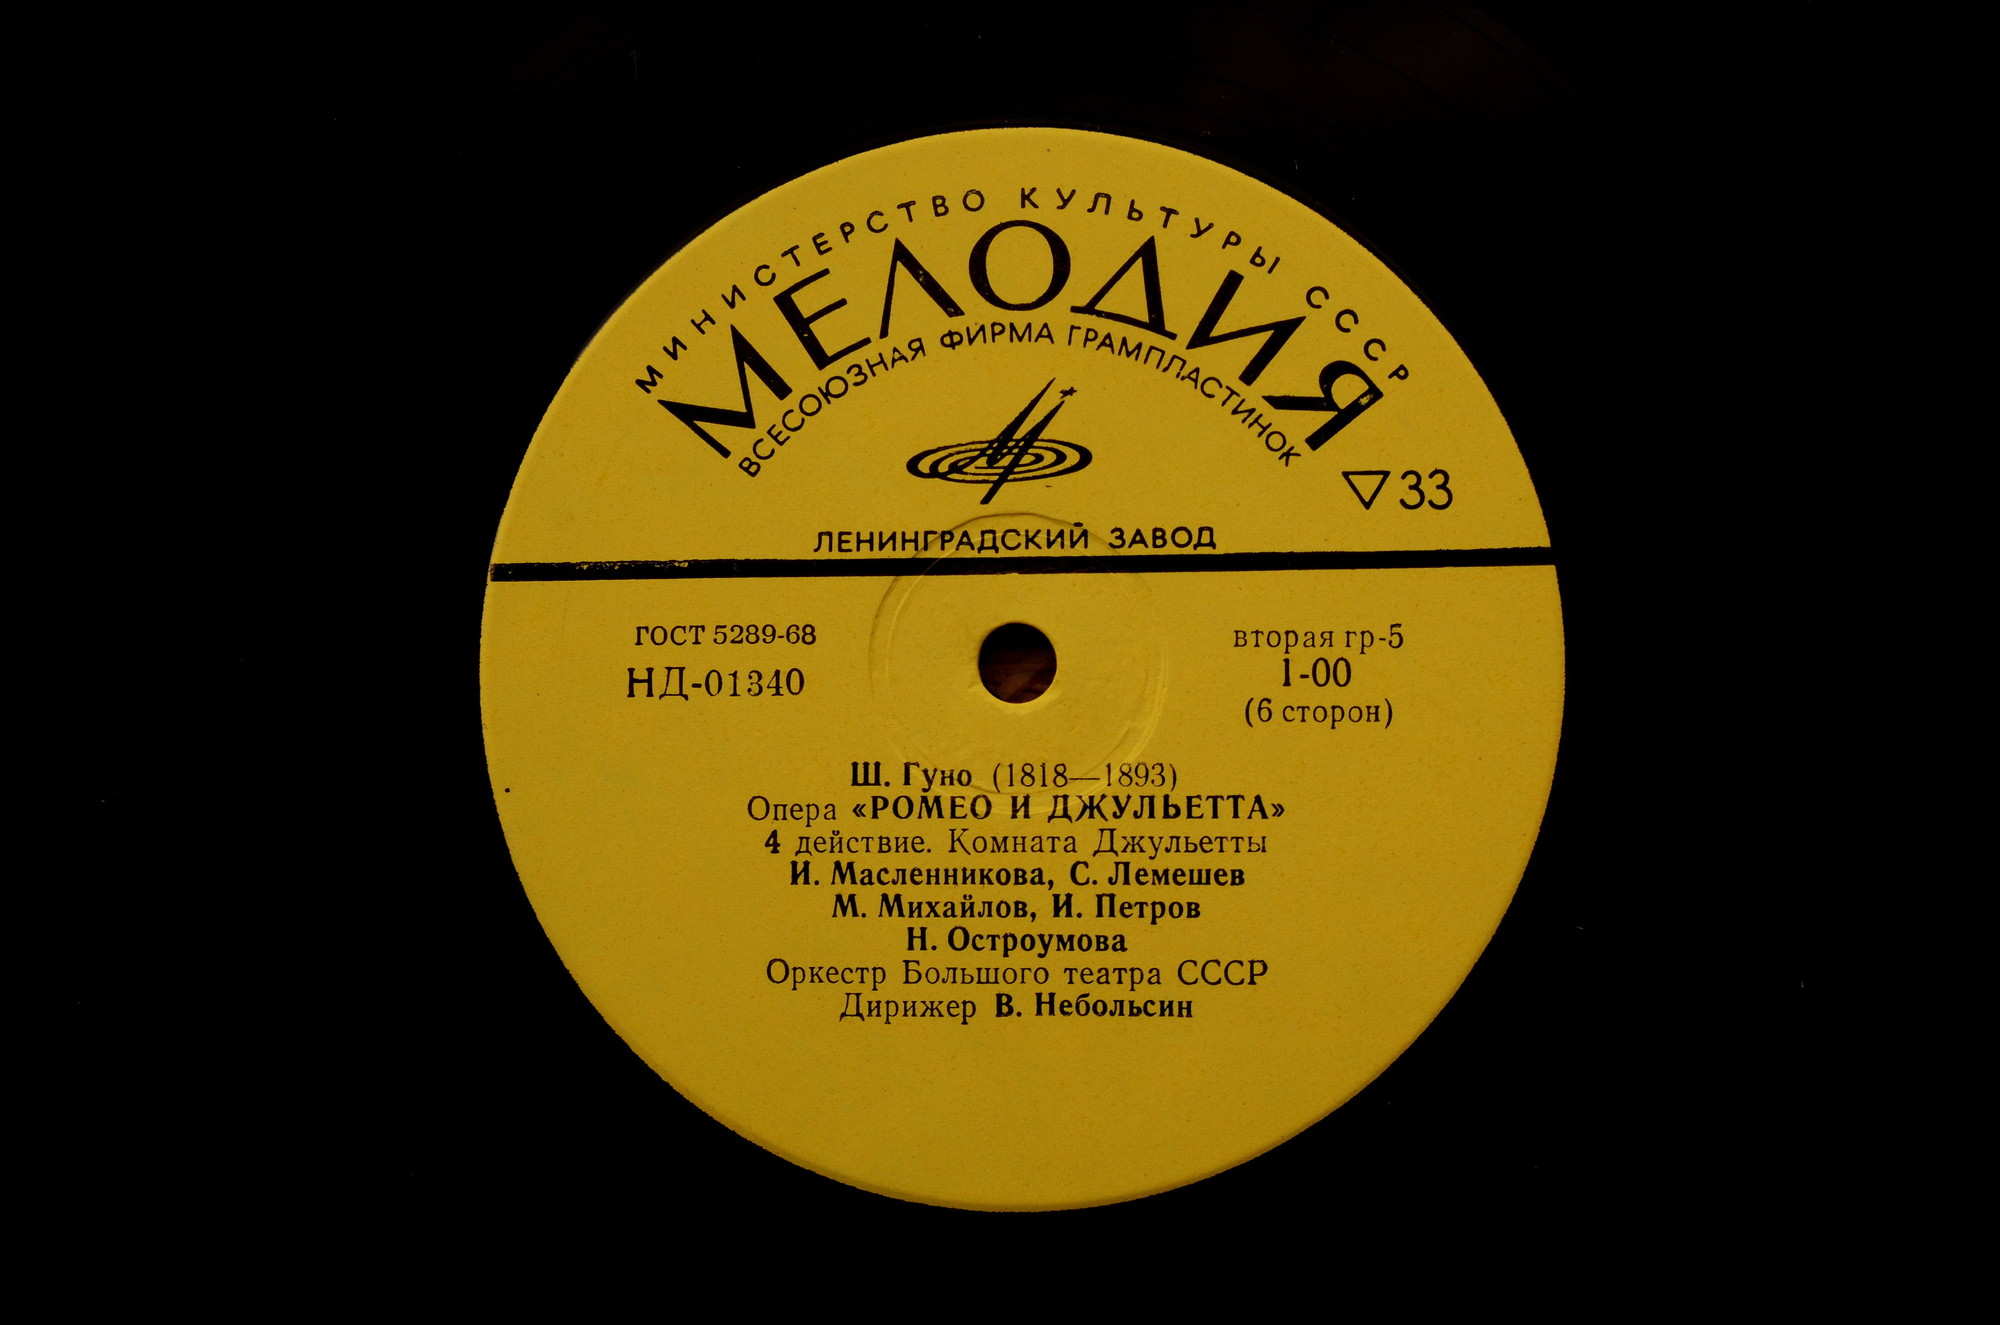 МИНИСТЕРСТВО КУЛЬТУРЫ СССР
МЕЛОДИЯ
ВСЕСОЮЗНАЯ ФИРМА ГРАМПЛАСТИНОК
33
ЛЕНИНГРАДСКИЙ ЗАВОД
ГОСТ 5289-68
НД-01340
вторая гр-5
1-00
(6 сторон)
Ш. Гуно (1818—1893)
Опера «РОМЕО И ДЖУЛЬЕТТА»
4 действие. Комната Джульетты
И. Масленникова, С. Лемешев
М. Михайлов, И. Петров
Н. Остроумова
Оркестр Большого театра СССР
Дирижер В. Небольсин